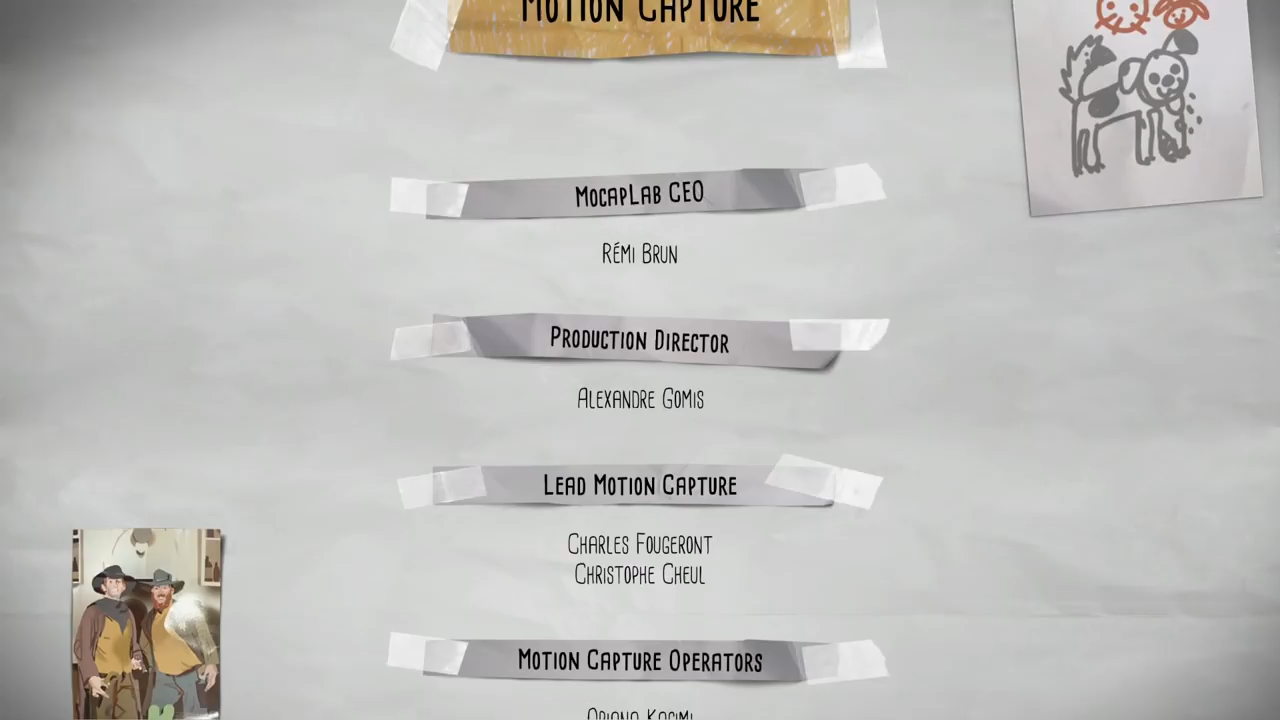 MOTION CAPTURE
MOCAPLAB CEO
RÉMI BRUN
PRODUCTION DIRECTOR
ALEXANDRE GOMIS
LEAD MOTION CAPTURE
CHARLES FOUGERONT
CHRISTOPHE CHEUL
MOTION CAPTURE OPERATORS